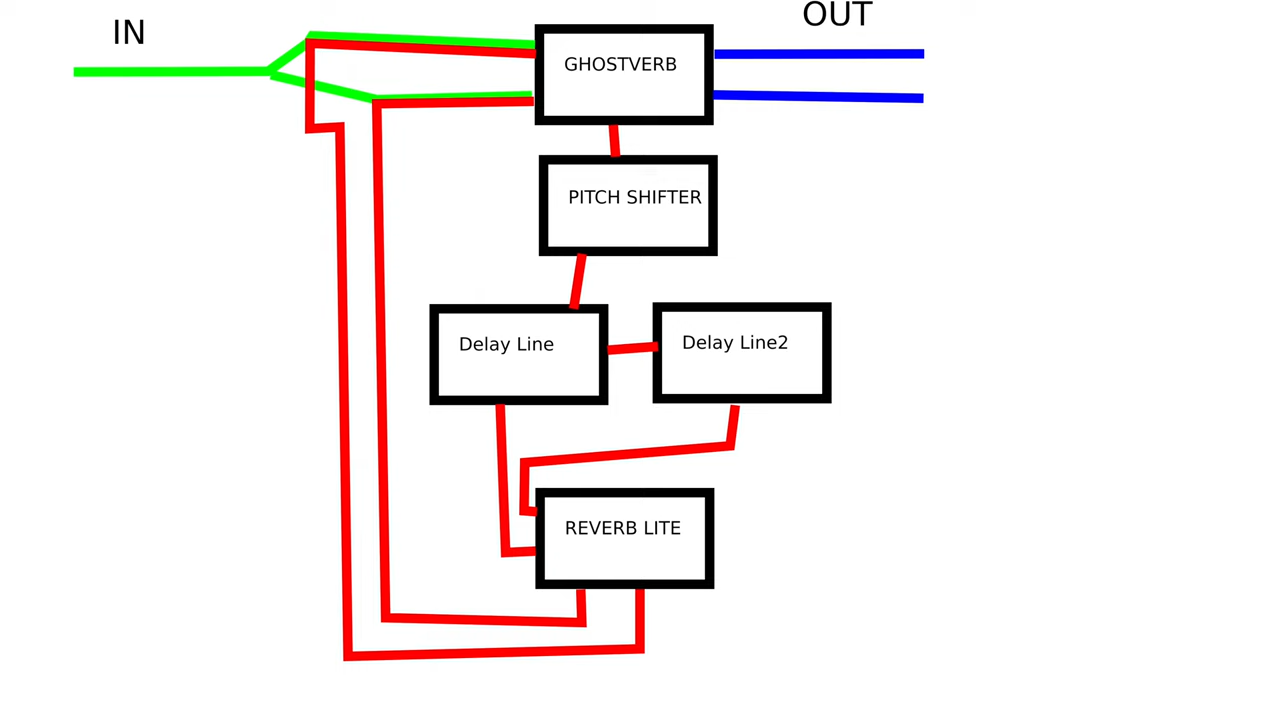 IN
OUT
GHOSTVERB
PITCH SHIFTER
Delay Line
Delay Line2
REVERB LITE